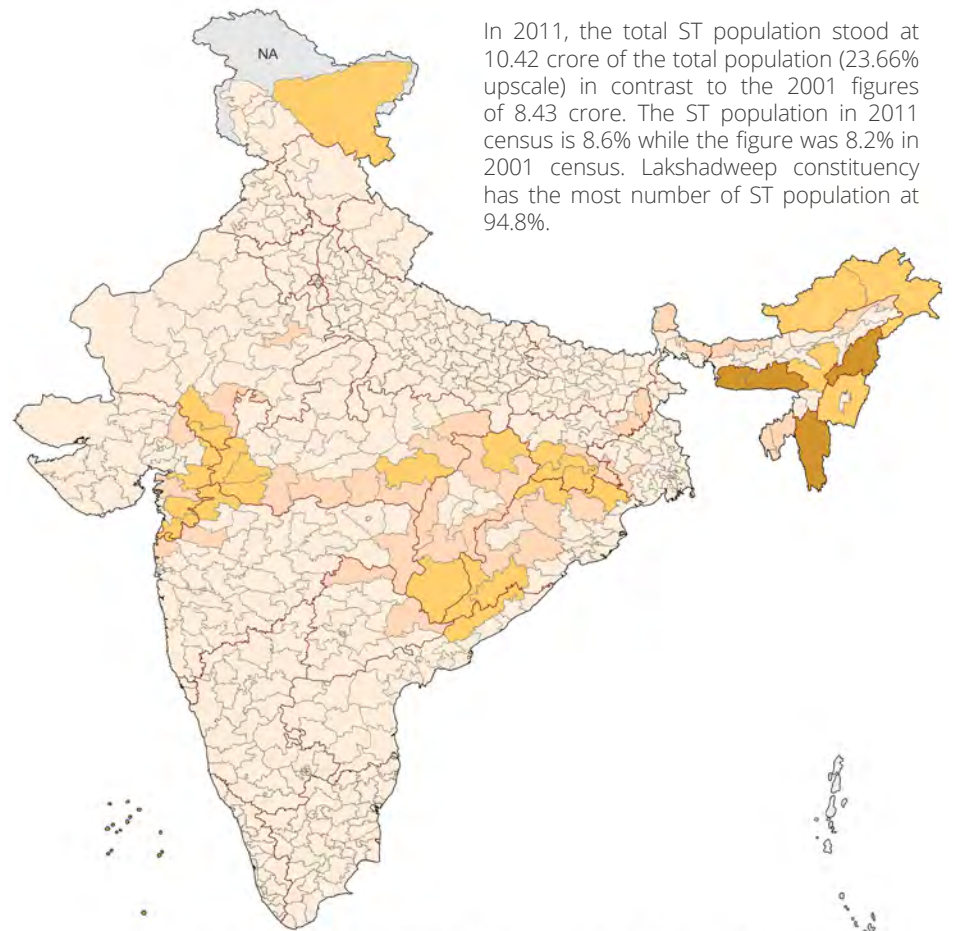 In 2011, the total ST population stood at
10.42 crore of the total population (23.66%
upscale) in contrast to the 2001 figures
of 8.43 crore. The ST population in 2011
census is 8.6% while the figure was 8.2% in
2001 census. Lakshadweep constituency
has the most number of ST population at
94.8%.
NA